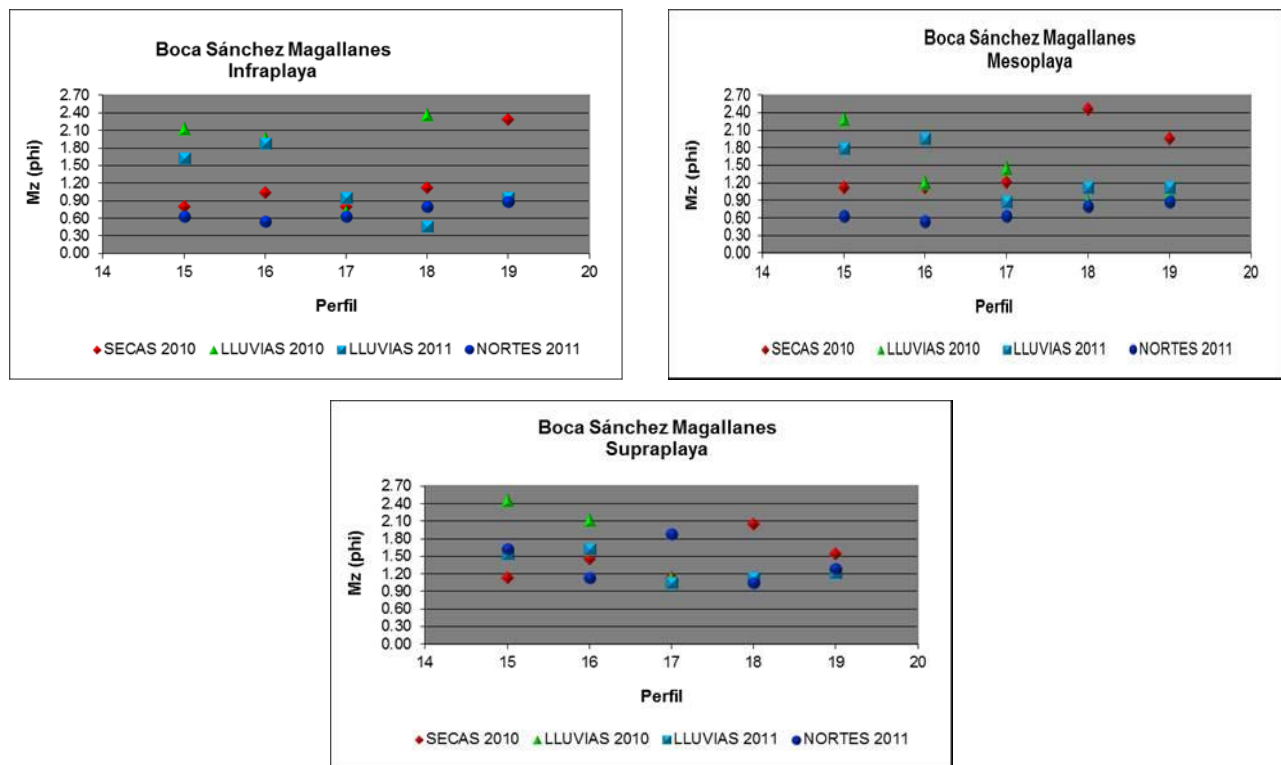 Boca Sánchez Magallanes
Infraplaya
Mz (phi)
2.70
2.40
2.10
1.80
1.50
1.20
0.90
0.60
0.30
0.00
14 15 16 17 18 19 20
Perfil
SECAS 2010 LLUVIAS 2010 LLUVIAS 2011 NORTES 2011
Boca Sánchez Magallanes
Mesoplaya
Mz (phi)
2.70
2.40
2.10
1.80
1.50
1.20
0.90
0.60
0.30
0.00
14 15 16 17 18 19 20
Perfil
SECAS 2010 LLUVIAS 2010 LLUVIAS 2011 NORTES 2011
Boca Sánchez Magallanes
Supraplaya
Mz (phi)
2.70
2.40
2.10
1.80
1.50
1.20
0.90
0.60
0.30
0.00
14 15 16 17 18 19 20
Perfil
SECAS 2010 LLUVIAS 2010 LLUVIAS 2011 NORTES 2011